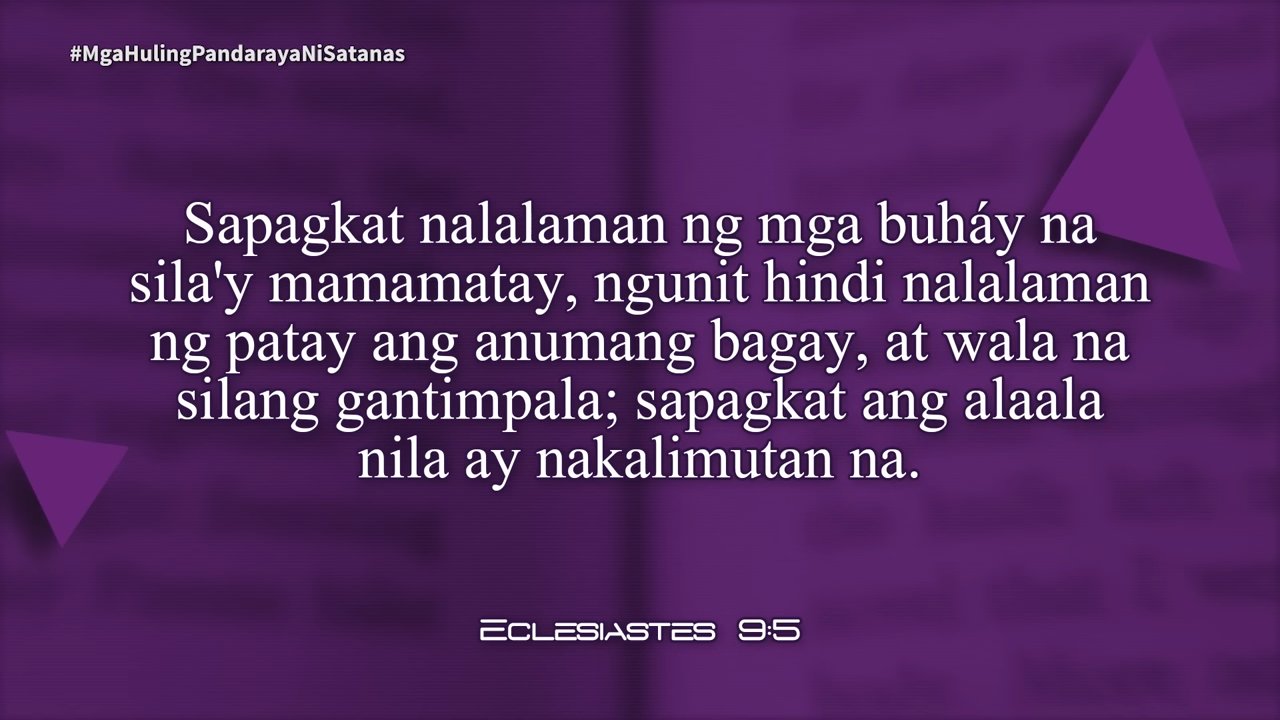 #MgaHulingPandarayaNiSatanas
Sapagkat nalalaman ng mga buháy na
sila'y mamamatay, ngunit hindi nalalaman
ng patay ang anumang bagay, at wala na
silang gantimpala; sapagkat ang alaala
nila ay nakalimutan na.
Eclesiastes 9:5